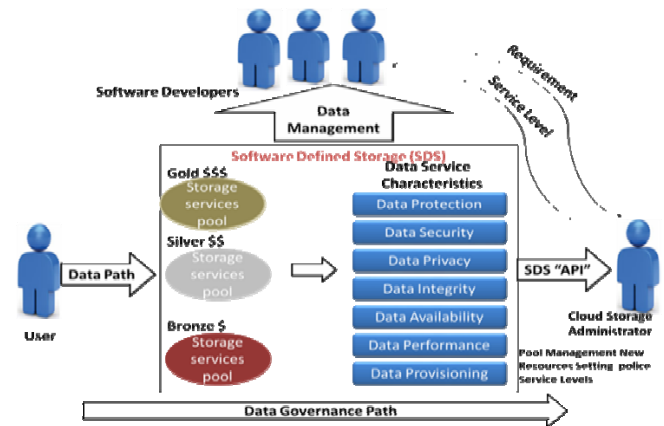 Software Developers
Requirement
Service Level
Data
Management
Software Defined Storage (SDS)
Gold $$$
Storage
services
pool
Silver $$
Storage
services
pool
Bronze $
Storage
services
pool
Data Service
Characteristics
Data Protection
Data Security
Data Privacy
Data Integrity
Data Availability
Data Performance
Data Provisioning
User
Data Path
SDS "API"
Cloud Storage
Administrator
Pool Management New
Resources Setting police
Service Levels
Data Governance Path